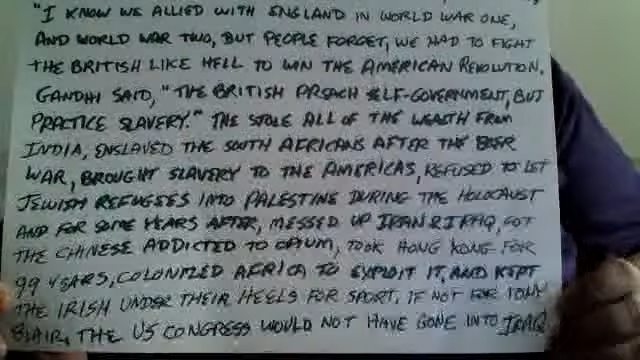 "I KNOW WE ALLIED WITH ENGLAND IN WORLD WAR ONE,
AND WORLD WAR TWO, BUT PEOPLE FORGET, WE HAD TO FIGHT
THE BRITISH LIKE HELL TO WIN THE AMERICAN REVOLUTION.
GANDHI SAID, "THE BRITISH PREACH SELF-GOVERNMENT, BUT
PRACTICE SLAVERY." THE STOLE ALL OF THE WEALTH FROM
INDIA, ENSLAVED THE SOUTH AFRICANS AFTER THE BOER
WAR, BROUGHT SLAVERY TO THE AMERICAS, REFUSED TO LET
JEWISH REFUGEES INTO PALESTINE DURING THE HOLOCAUST
AND FOR SOME YEARS AFTER, MESSED UP IRAN & IRAQ, GOT
THE CHINESE ADDICTED TO OPIUM, TOOK HONG KONG FOR
99 YEARS, COLONIZED AFRICA TO EXPLOIT IT, AND KEPT
THE IRISH UNDER THEIR HEELS FOR SPORT. IF NOT FOR TONY
BLAIR, THE US CONGRESS WOULD NOT HAVE GONE INTO IRAQ